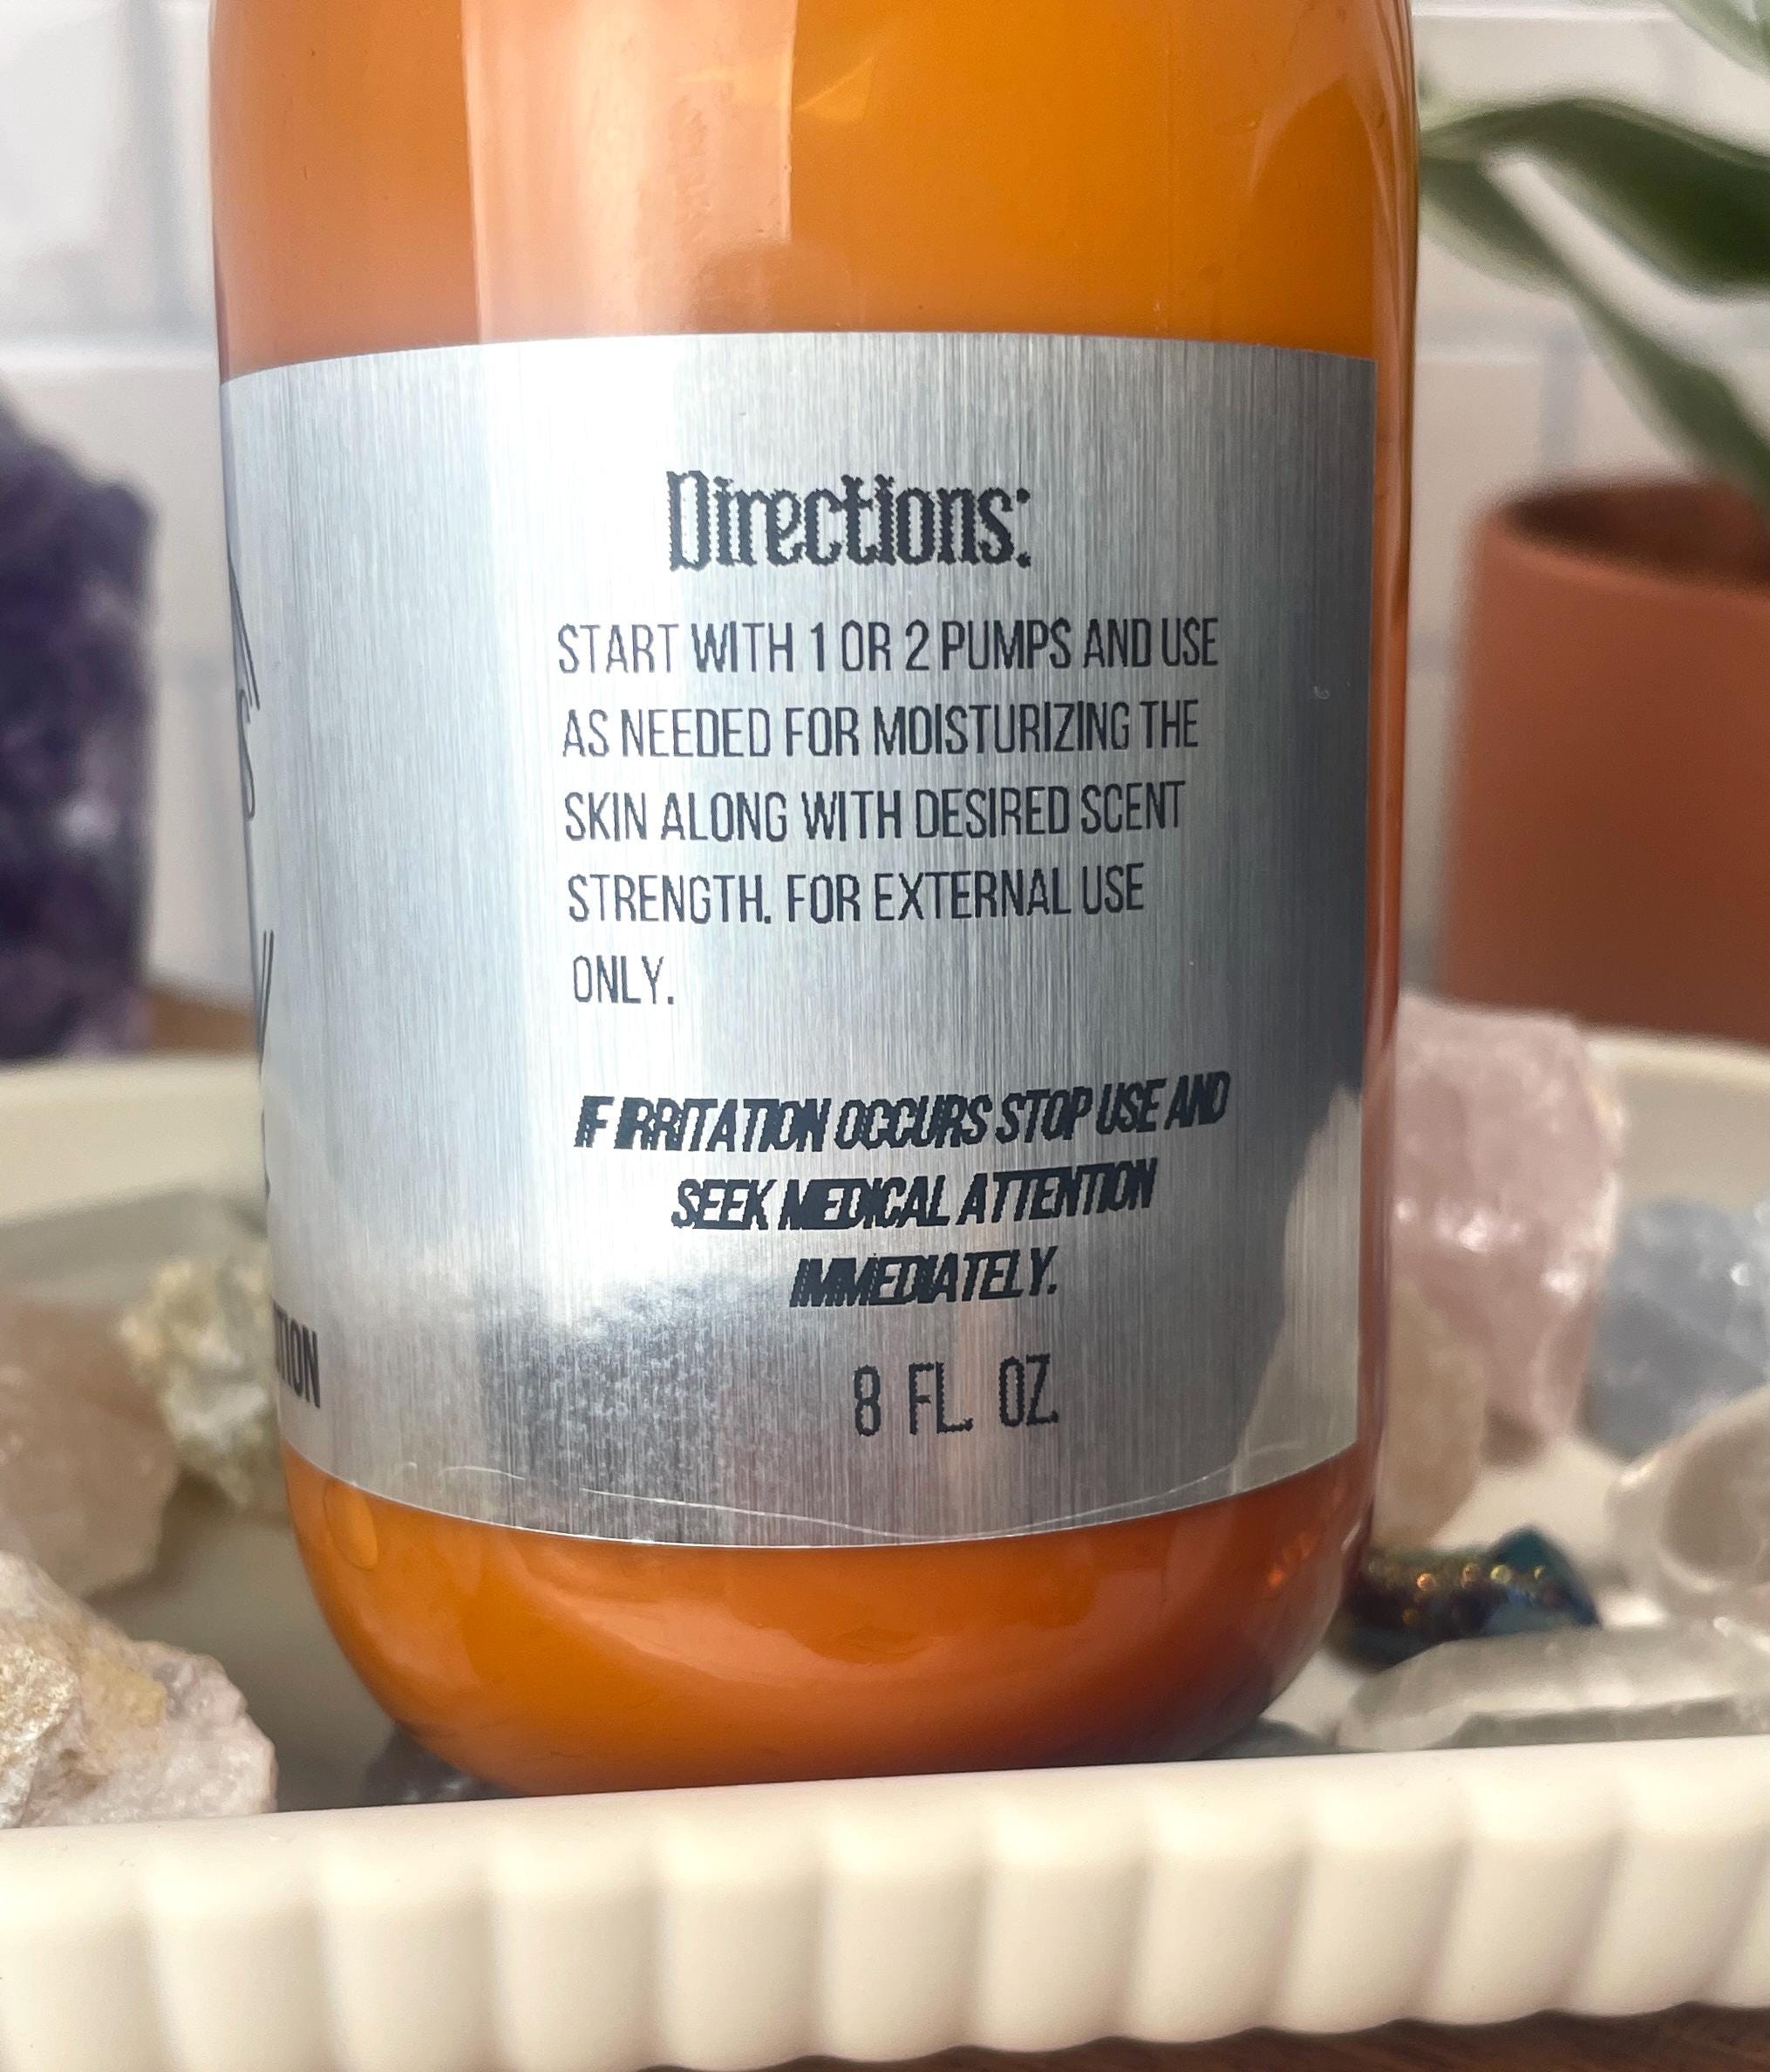 Directions:
START WITH 1 OR 2 PUMPS AND USE
AS NEEDED FOR MOISTURIZING THE
SKIN ALONG WITH DESIRED SCENT
STRENGTH. FOR EXTERNAL USE
ONLY.
IF IRRITATION OCCURS STOP USE AND
SEEK MEDICAL ATTENTION
IMMEDIATELY.
8 FL. OZ.